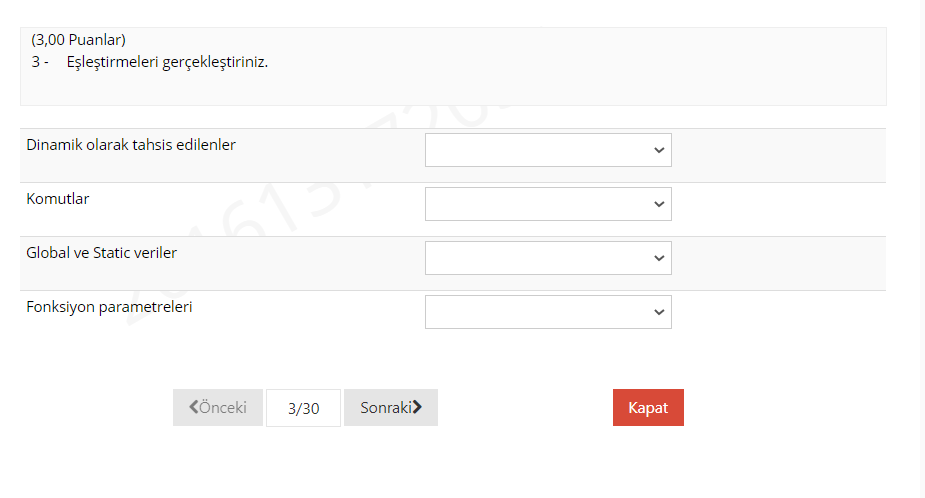 (3,00 Puanlar)
3 - Eşleştirmeleri gerçekleştiriniz.
Dinamik olarak tahsis edilenler
Komutlar
Global ve Static veriler
Fonksiyon parametreleri
Önceki 3/30 Sonraki Kapat